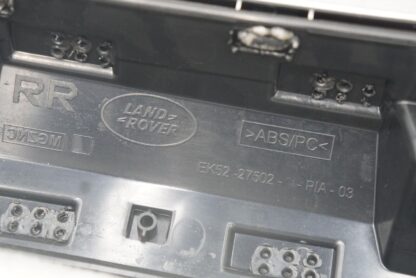 RR
LAND
ROVER
>ABS/PC<
EK52-27502- -PIA-03